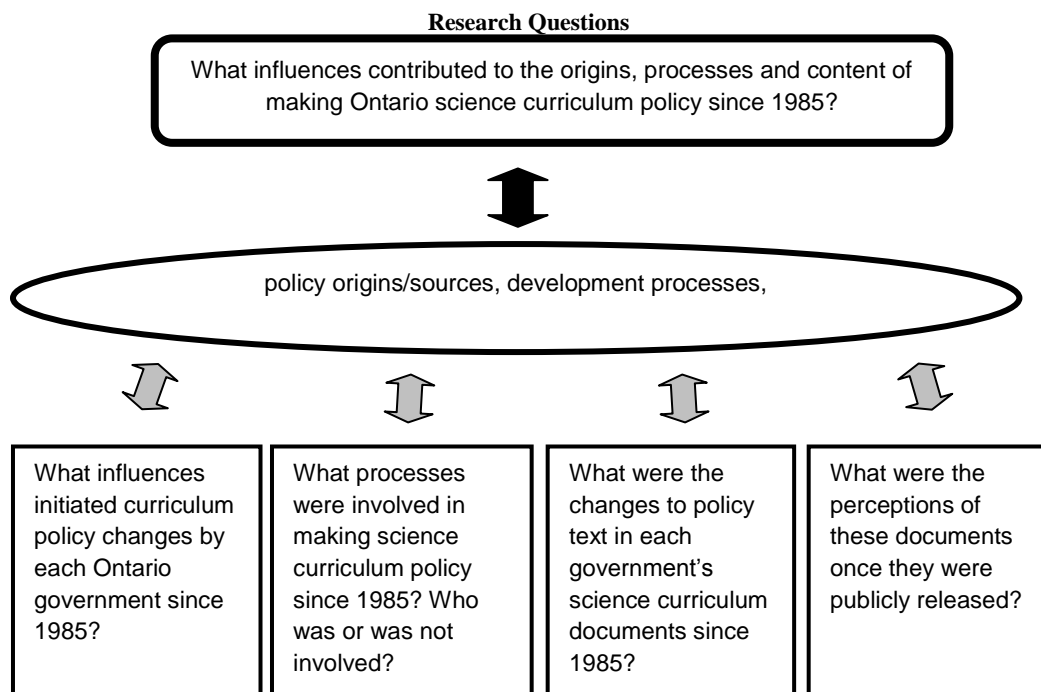 Research Questions
What influences contributed to the origins, processes and content of
making Ontario science curriculum policy since 1985?
policy origins/sources, development processes,
What influences
initiated curriculum
policy changes by
each Ontario
government since
1985?
What processes
were involved in
making science
curriculum policy
since 1985? Who
was or was not
involved?
What were the
changes to policy
text in each
government's
science curriculum
documents since
1985?
What were the
perceptions of
these documents
once they were
publicly released?